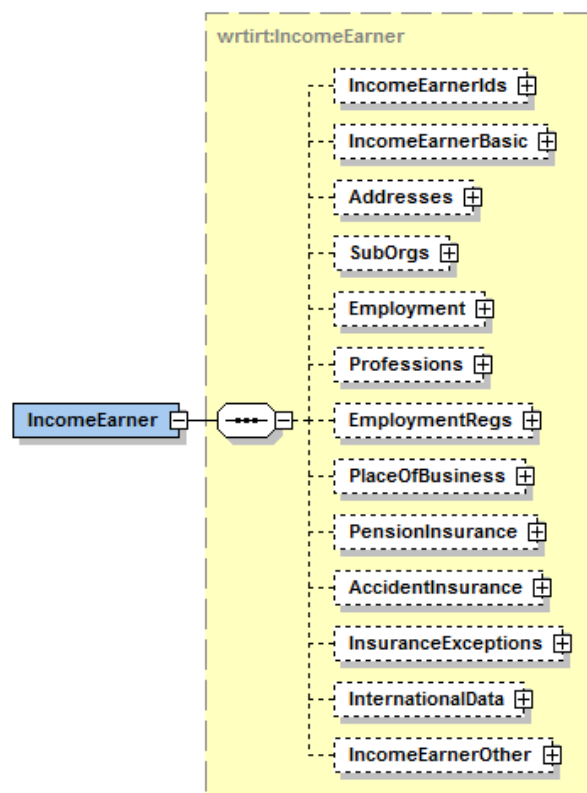 wrtirt:IncomeEarner
IncomeEarnerIds
IncomeEarnerBasic
Addresses
SubOrgs
Employment
Professions
IncomeEarner
EmploymentRegs
PlaceOfBusiness
PensionInsurance
AccidentInsurance
InsuranceExceptions
InternationalData
IncomeEarnerOther